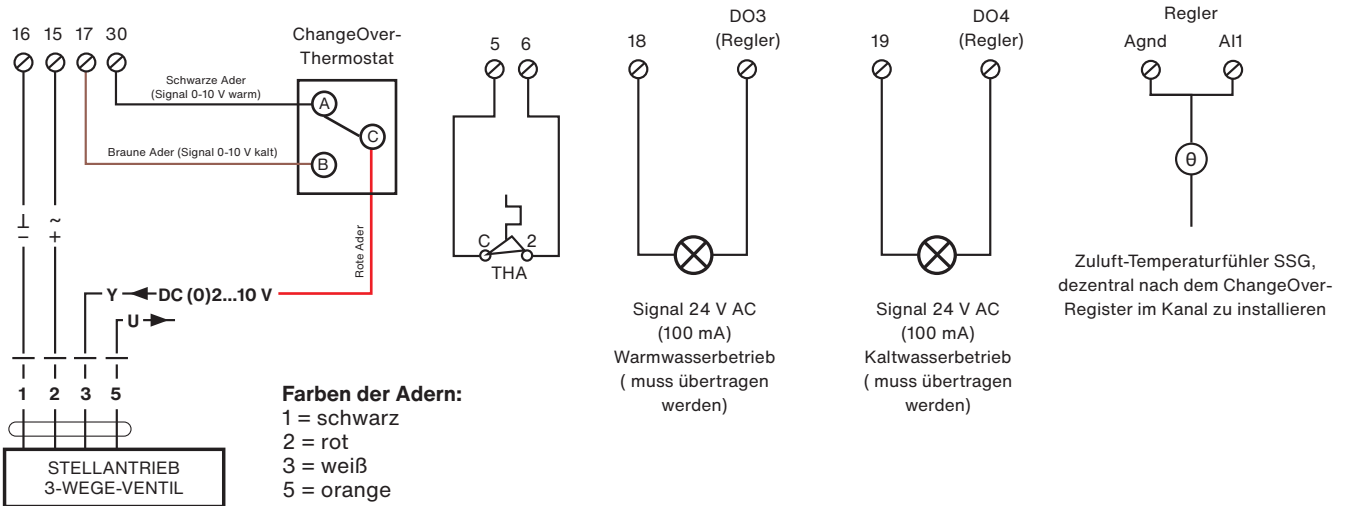 16 15 17 30
ChangeOver-
Thermostat
Schwarze Ader
(Signal 0-10 V warm)
A
C
Braune Ader (Signal 0-10 V kalt)
B
⊥
–
~
+
Rote Ader
Y DC (0)2...10 V
U
1 2 3 5
STELLANTRIEB
3-WEGE-VENTIL
Farben der Adern:
1 = schwarz
2 = rot
3 = weiß
5 = orange
5 6
C 2
THA
18
DO3
(Regler)
Signal 24 V AC
(100 mA)
Warmwasserbetrieb
( muss übertragen
werden)
19
DO4
(Regler)
Signal 24 V AC
(100 mA)
Kaltwasserbetrieb
( muss übertragen
werden)
Regler
Agnd AI1
θ
Zuluft-Temperaturfühler SSG,
dezentral nach dem ChangeOver-
Register im Kanal zu installieren